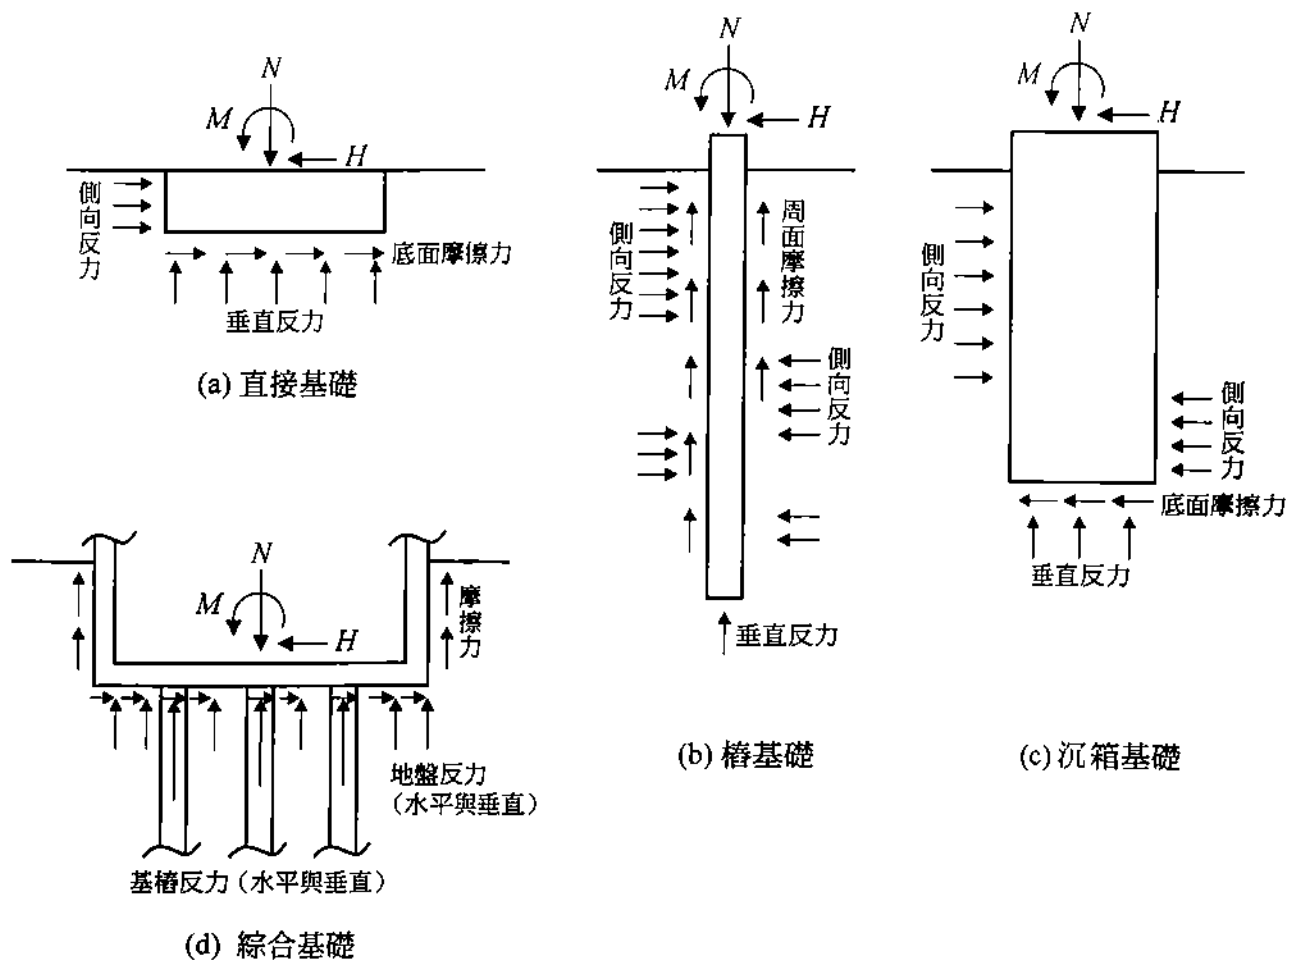 N
M
H
側向反力
底面摩擦力
垂直反力
(a) 直接基礎
N
M
H
側向反力
周面摩擦力
側向反力
垂直反力
(b) 樁基礎
N
M
H
側向反力
側向反力
底面摩擦力
垂直反力
(c) 沉箱基礎
N
M
H
摩擦力
地盤反力
（水平與垂直）
基樁反力（水平與垂直）
(d) 綜合基礎